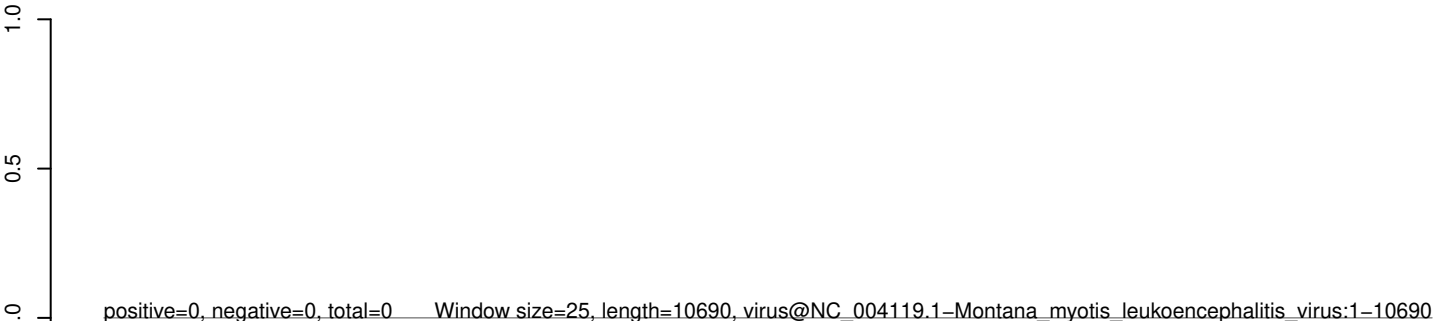 1.0
0.5
.0
positive=0, negative=0, total=0 Window size=25, length=10690, virus@NC_004119.1−Montana_myotis_leukoencephalitis_virus:1−10690